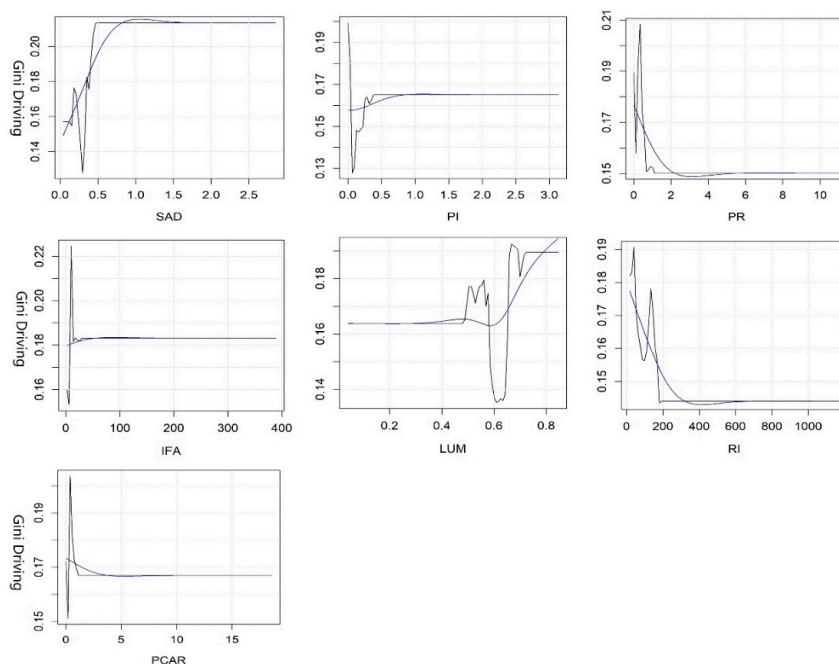 Gini Driving
0.14 0.16 0.18 0.20
0.0 0.5 1.0 1.5 2.0 2.5
SAD
0.13 0.15 0.17 0.19
0.0 0.5 1.0 1.5 2.0 2.5 3.0
PI
0.15 0.17 0.19 0.21
0 2 4 6 8 10
PR
Gini Driving
0.16 0.18 0.20 0.22
0 100 200 300 400
IFA
0.14 0.16 0.18
0.2 0.4 0.6 0.8
LUM
0.15 0.17 0.18 0.19
0 200 400 600 800 1000
RI
Gini Driving
0.15 0.17 0.19
0 5 10 15
PCAR